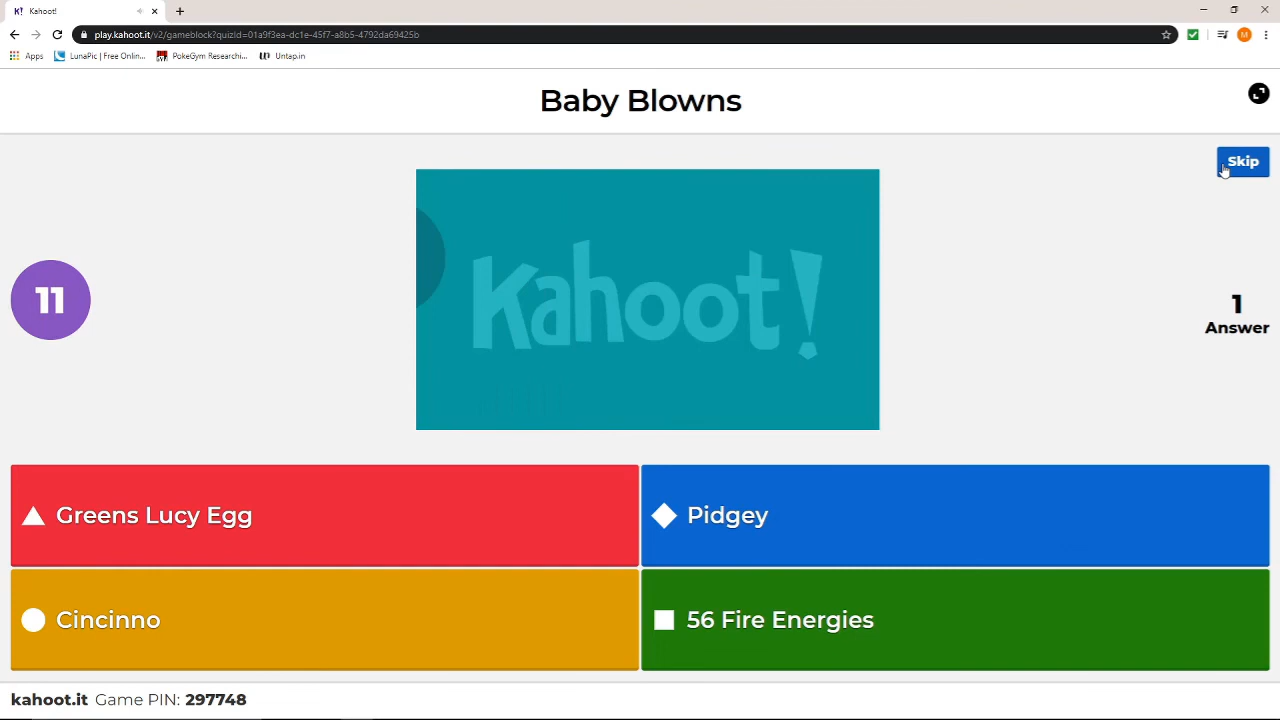 Kahoot!
play.kahoot.it/v2/gameblock?quizId=01a9f3ea-dc1e-45f7-a8b5-4792da69425b
M
Apps LunaPic | Free Onlin... PokeGym Researchi... Untap.in
Baby Blowns
Skip
Kahoot!
11
1
Answer
Greens Lucy Egg
Pidgey
Cincinno
56 Fire Energies
kahoot.it Game PIN: 297748